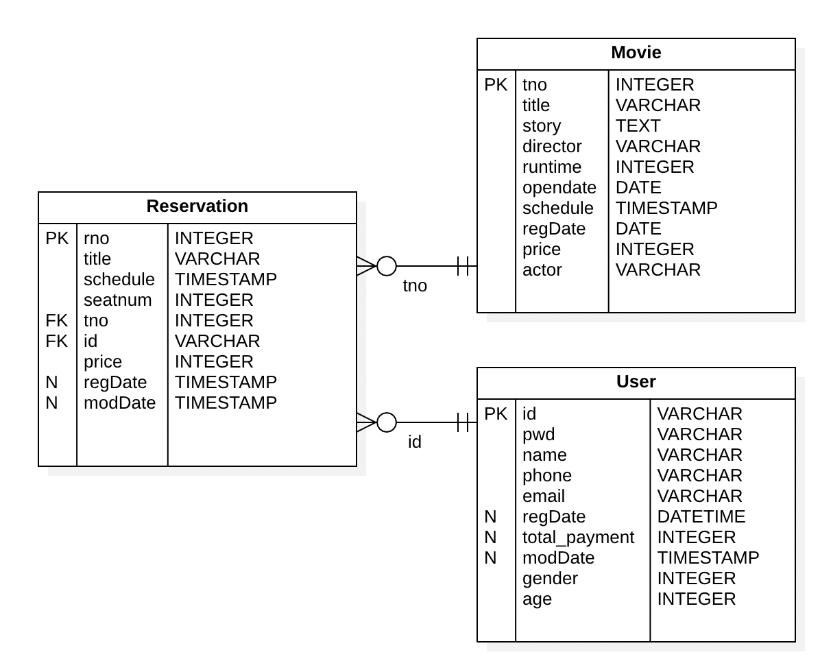 Movie
PK tno INTEGER
title VARCHAR
story TEXT
director VARCHAR
runtime INTEGER
opendate DATE
schedule TIMESTAMP
regDate DATE
price INTEGER
actor VARCHAR
Reservation
PK rno INTEGER
title VARCHAR
schedule TIMESTAMP
seatnum INTEGER
FK tno INTEGER
FK id VARCHAR
price INTEGER
N regDate TIMESTAMP
N modDate TIMESTAMP
tno
id
User
PK id VARCHAR
pwd VARCHAR
name VARCHAR
phone VARCHAR
email VARCHAR
N regDate DATETIME
N total_payment INTEGER
N modDate TIMESTAMP
gender INTEGER
age INTEGER